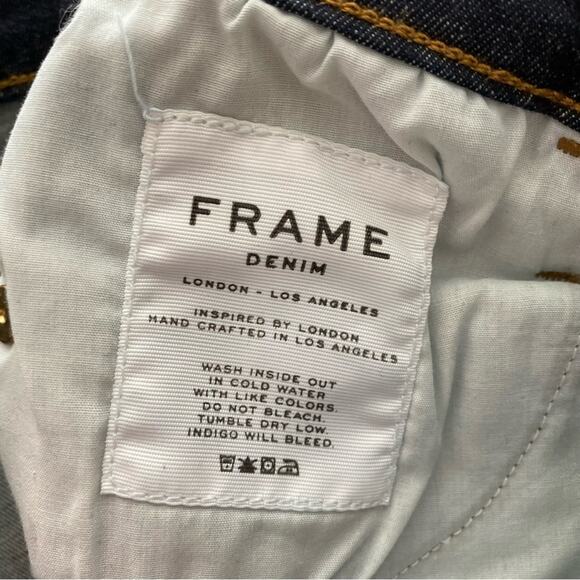 FRAME
DENIM
LONDON - LOS ANGELES
INSPIRED BY LONDON
HAND CRAFTED IN LOS ANGELES
WASH INSIDE OUT
IN COLD WATER
WITH LIKE COLORS.
DO NOT BLEACH.
TUMBLE DRY LOW.
INDIGO WILL BLEED.